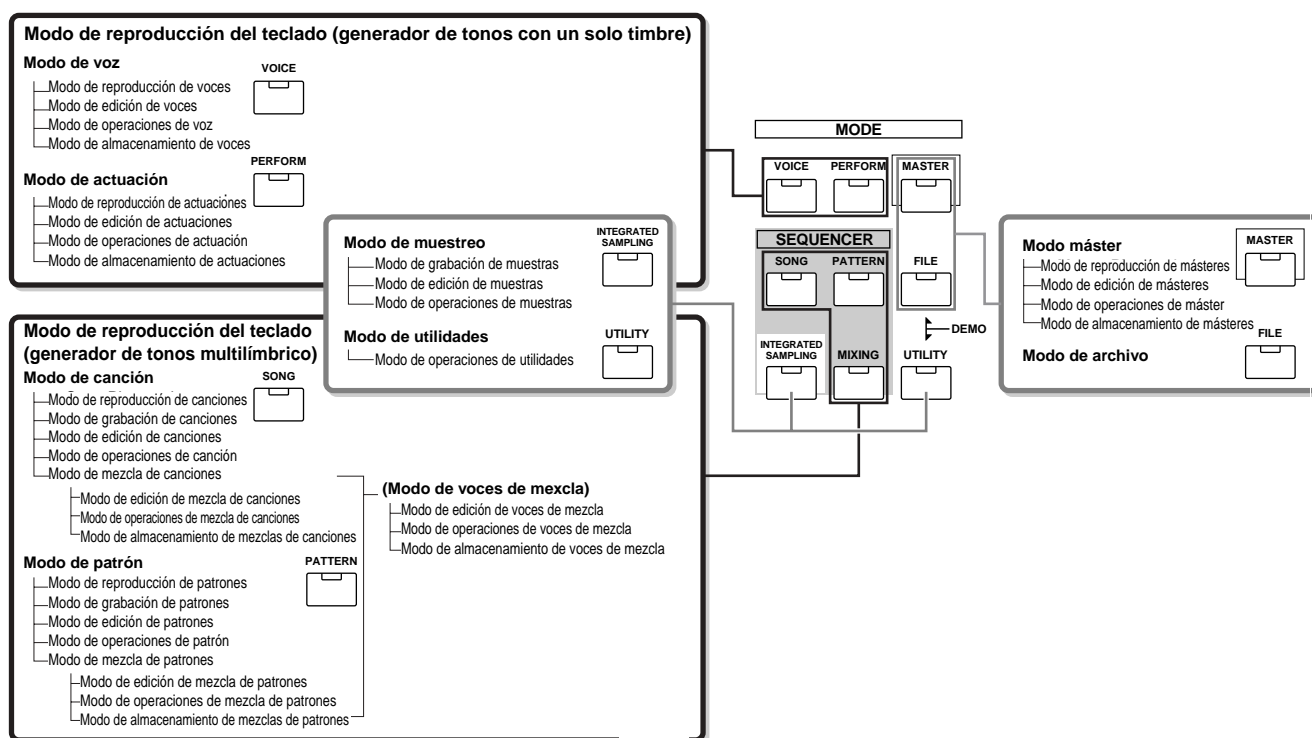 Modo de reproducción del teclado (generador de tonos con un solo timbre)
Modo de voz
VOICE
Modo de reproducción de voces
Modo de edición de voces
Modo de operaciones de voz
Modo de almacenamiento de voces
PERFORM
Modo de actuación
Modo de reproducción de actuaciones
Modo de edición de actuaciones
Modo de operaciones de actuación
Modo de almacenamiento de actuaciones
Modo de muestreo
INTEGRATED
SAMPLING
Modo de grabación de muestras
Modo de edición de muestras
Modo de operaciones de muestras
Modo de utilidades
UTILITY
Modo de operaciones de utilidades
Modo de reproducción del teclado
(generador de tonos multilímbrico)
Modo de canción
SONG
Modo de reproducción de canciones
Modo de grabación de canciones
Modo de edición de canciones
Modo de operaciones de canción
Modo de mezcla de canciones
Modo de edición de mezcla de canciones
Modo de operaciones de mezcla de canciones
Modo de almacenamiento de mezclas de canciones
(Modo de voces de mexcla)
Modo de edición de voces de mezcla
Modo de operaciones de voces de mezcla
Modo de almacenamiento de voces de mezcla
Modo de patrón
PATTERN
Modo de reproducción de patrones
Modo de grabación de patrones
Modo de edición de patrones
Modo de operaciones de patrón
Modo de mezcla de patrones
Modo de edición de mezcla de patrones
Modo de operaciones de mezcla de patrones
Modo de almacenamiento de mezclas de patrones
MODE
VOICE
PERFORM
MASTER
SEQUENCER
SONG
PATTERN
FILE
DEMO
INTEGRATED
SAMPLING
MIXING
UTILITY
Modo máster
MASTER
Modo de reproducción de másteres
Modo de edición de másteres
Modo de operaciones de máster
Modo de almacenamiento de másteres
FILE
Modo de archivo